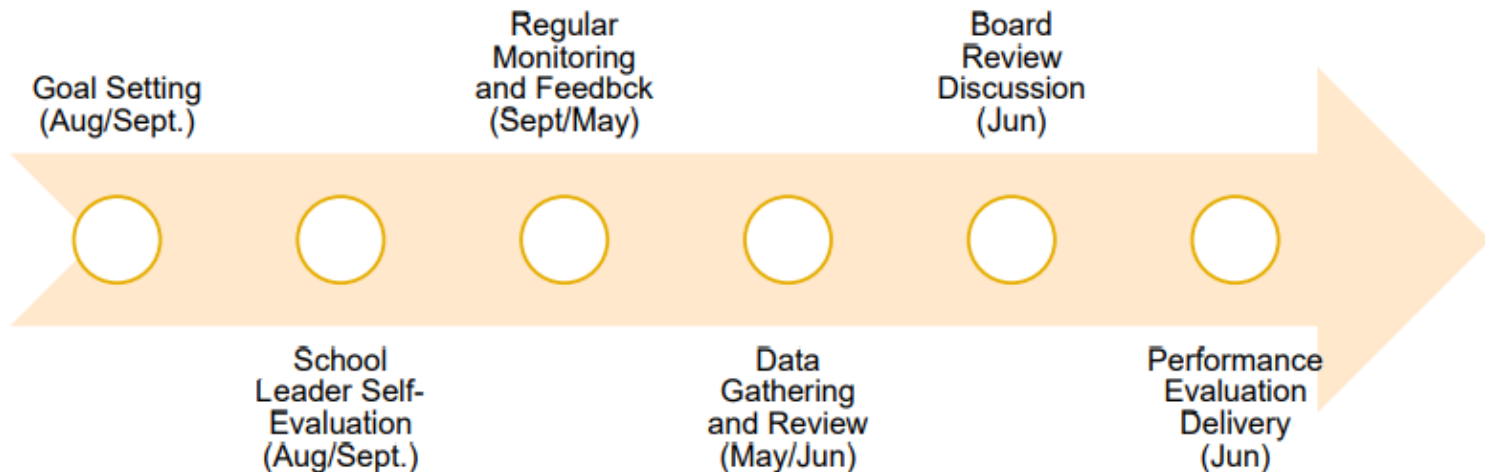 Goal Setting
(Aug/Sept.)
School
Leader Self-
Evaluation
(Aug/Sept.)
Regular
Monitoring
and Feedbck
(Sept/May)
Data
Gathering
and Review
(May/Jun)
Board
Review
Discussion
(Jun)
Performance
Evaluation
Delivery
(Jun)